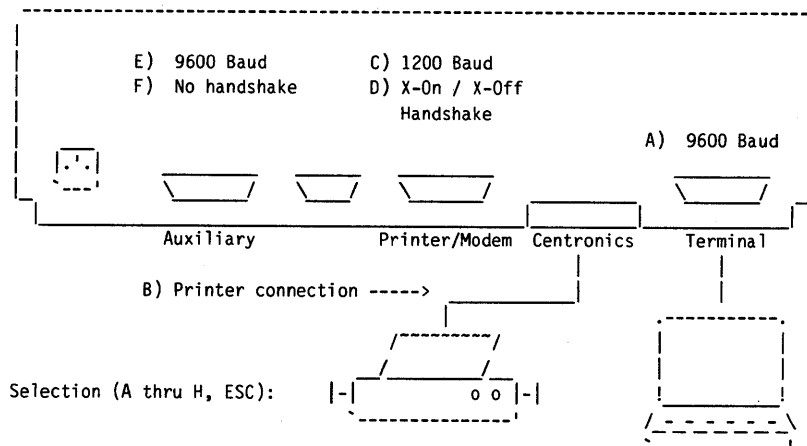 E) 9600 Baud C) 1200 Baud
F) No handshake D) X-On / X-Off
Handshake
A) 9600 Baud
Auxiliary Printer/Modem Centronics Terminal
B) Printer connection ----->
Selection (A thru H, ESC):
o o